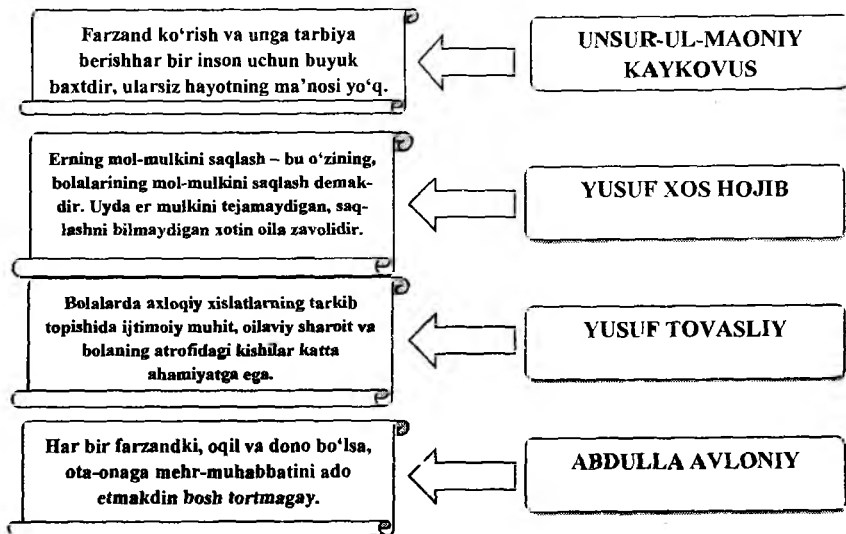 Farzand ko‘rish va unga tarbiya
berishhar bir inson uchun buyuk
baxtdir, ularsiz hayotning ma’nosi yo‘q.
UNSUR-UL-MAONIY
KAYKOVUS
Erning mol-mulkini saqlash – bu o‘zining,
bolalarining mol-mulkini saqlash demak-
dir. Uyda er mulkini tejamaydigan, saq-
lashni bilmaydigan xotin oila zavolidir.
YUSUF XOS HOJIB
Bolalarda axloqiy xislatlarning tarkib
topishida ijtimoiy muhit, oilaviy sharoit va
bolaning atrofidagi kishilar katta
ahamiyatga ega.
YUSUF TOVASLIY
Har bir farzandki, oqil va dono bo‘lsa,
ota-onaga mehr-muhabbatini ado
etmakdin bosh tortmagay.
ABDULLA AVLONIY